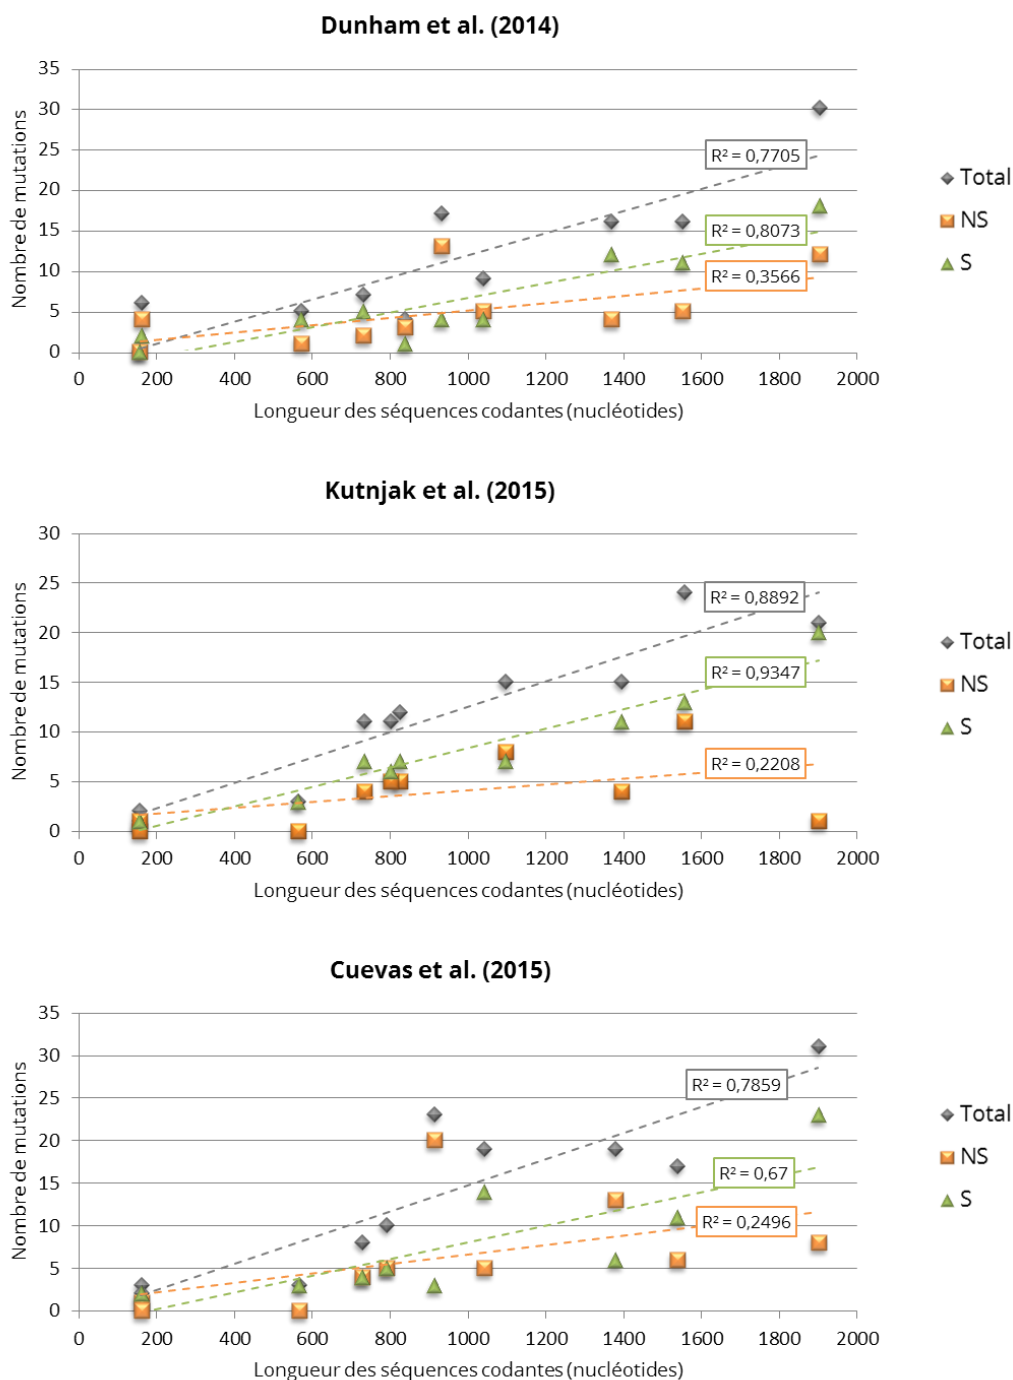 Dunham et al. (2014)
35
30
25
20
15
10
5
0
Nombre de mutations
R² = 0,7705
R² = 0,8073
R² = 0,3566
Total
NS
S
0 200 400 600 800 1000 1200 1400 1600 1800 2000
Longueur des séquences codantes (nucléotides)
Kutnjak et al. (2015)
30
25
20
15
10
5
0
Nombre de mutations
R² = 0,8892
R² = 0,9347
R² = 0,2208
Total
NS
S
0 200 400 600 800 1000 1200 1400 1600 1800 2000
Longueur des séquences codantes (nucléotides)
Cuevas et al. (2015)
35
30
25
20
15
10
5
0
Nombre de mutations
R² = 0,7859
R² = 0,67
R² = 0,2496
Total
NS
S
0 200 400 600 800 1000 1200 1400 1600 1800 2000
Longueur des séquences codantes (nucléotides)